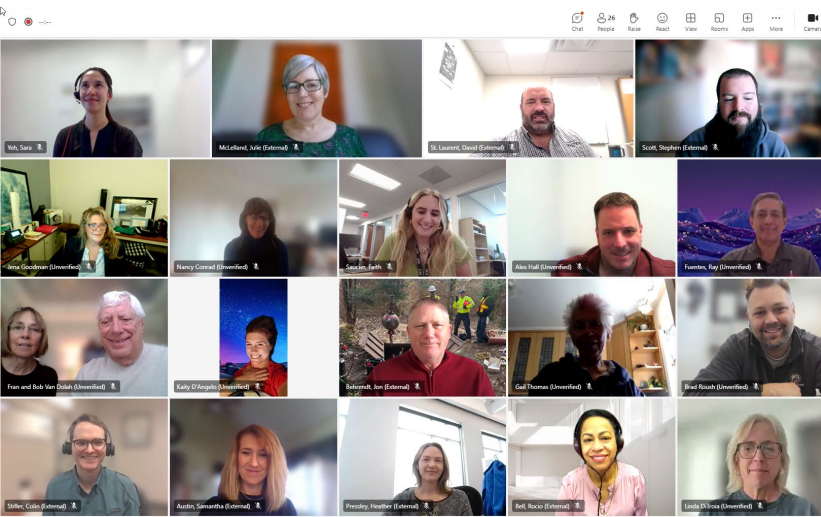 --:--
Chat
26
People
Raise
React
View
Rooms
Apps
More
Camera
Yeh, Sara
McLelland, Julie (External)
St. Laurent, David (External)
Scott, Stephen (External)
Jena Goodman (Unverified)
Nancy Conrad (Unverified)
Saucier, Faith
Alex Hall (Unverified)
Fuentes, Ray (Unverified)
Fran and Bob Van Dolah (Unverified)
Kaity D'Angelo (Unverified)
Behrendt, Jon (External)
Gail Thomas (Unverified)
Brad Roush (Unverified)
Stifler, Colin (External)
Austin, Samantha (External)
Pressley, Heather (External)
Bell, Rocio (External)
Linda DiTroia (Unverified)